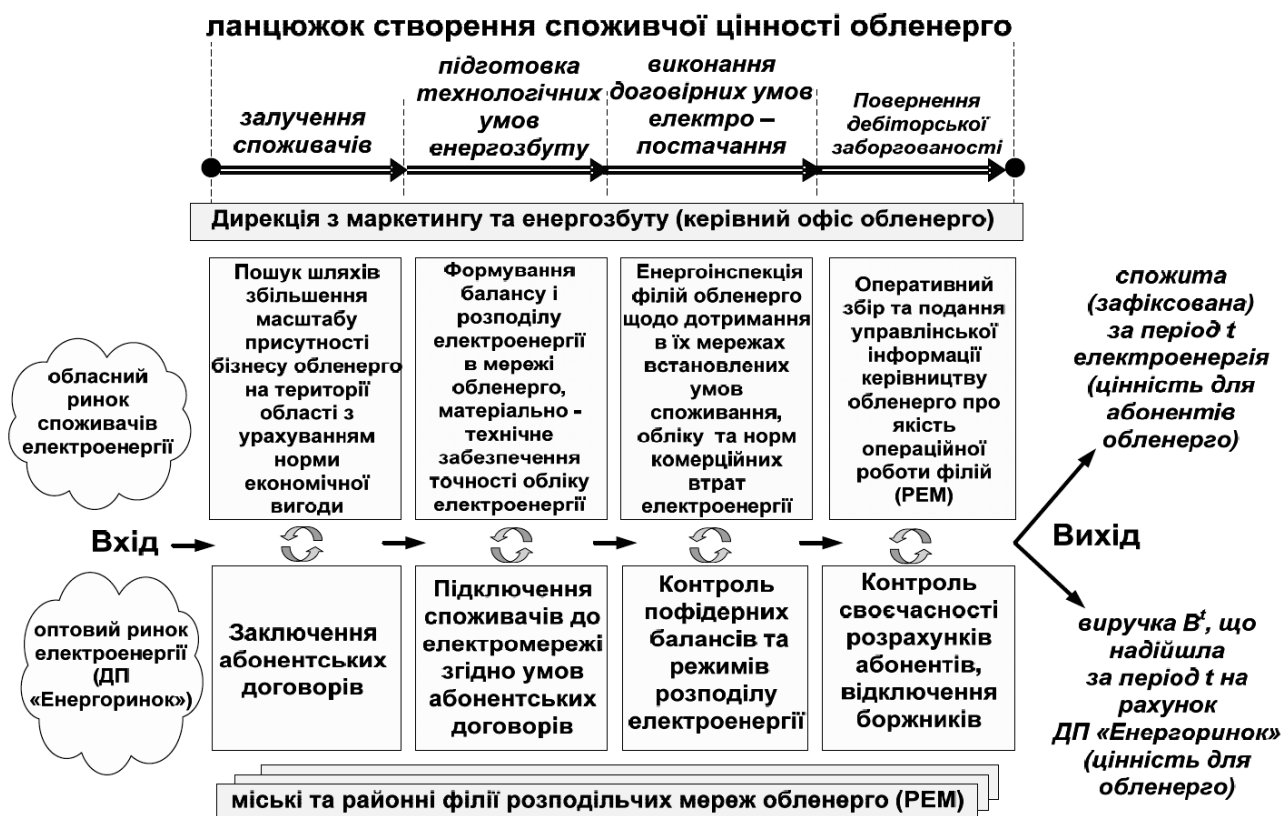 ланцюжок створення споживчої цінності обленерго
залучення
споживачів
підготовка
технологічних
умов
енергозбуту
виконання
договірних умов
електро –
постачання
Повернення
дебіторської
заборгованості
Дирекція з маркетингу та енергозбуту (керівний офіс обленерго)
обласний
ринок
споживачів
електроенергії
Пошук шляхів
збільшення
масштабу
присутності
бізнесу обленерго
на території
області з
урахуванням
норми
економічної
вигоди
Формування
балансу і
розподілу
електроенергії
в мережі
обленерго,
матеріально -
технічне
забезпечення
точності обліку
електроенергії
Енергоінспекція
філій обленерго
щодо дотримання
в їх мережах
встановлених
умов
споживання,
обліку та норм
комерційних
втрат
електроенергії
Оперативний
збір та подання
управлінської
інформації
керівництву
обленерго про
якість
операційної
роботи філій
(РЕМ)
спожита
(зафіксована)
за період t
електроенергія
(цінність для
абонентів
обленерго)
Вхід
Вихід
оптовий ринок
електроенергії
(ДП
«Енергоринок»)
Заключення
абонентських
договорів
Підключення
споживачів до
електромережі
згідно умов
абонентських
договорів
Контроль
пофідерних
балансів та
режимів
розподілу
електроенергії
Контроль
своєчасності
розрахунків
абонентів,
відключення
боржників
виручка Bᵗ, що
надійшла
за період t на
рахунок
ДП «Енергоринок»
(цінність для
обленерго)
міські та районні філії розподільчих мереж обленерго (РЕМ)